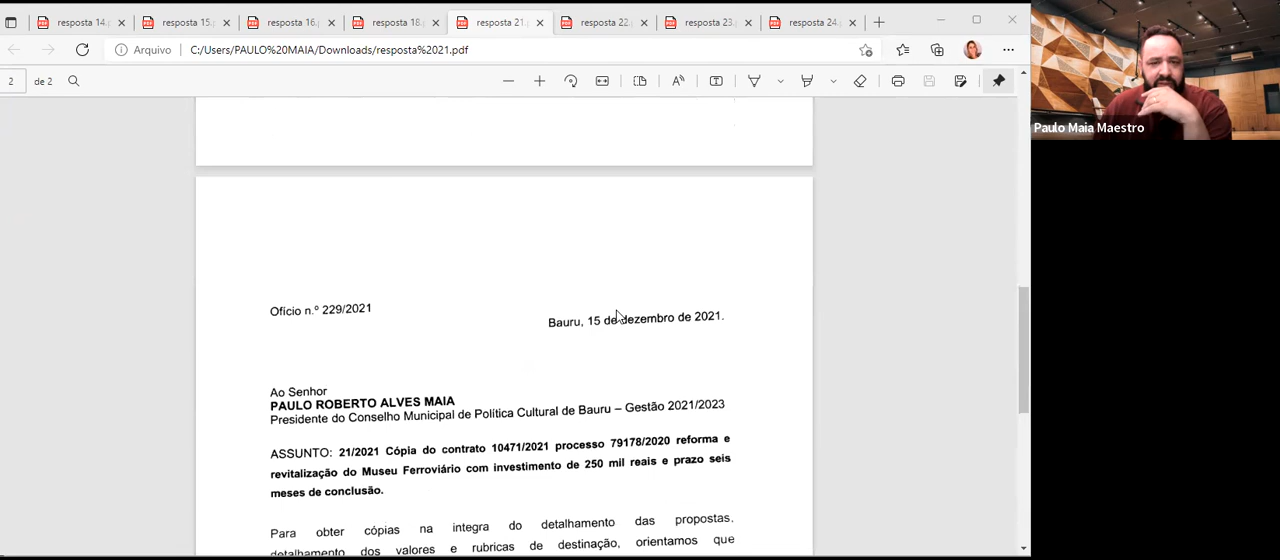 resposta 14. resposta 15. resposta 16. resposta 18. resposta 21. resposta 22. resposta 23. resposta 24.
Arquivo C:/Users/PAULO%20MAIA/Downloads/resposta%2021.pdf
2 de 2
Paulo Maia Maestro
Ofício n.º 229/2021
Bauru, 15 de dezembro de 2021.
Ao Senhor
PAULO ROBERTO ALVES MAIA
Presidente do Conselho Municipal de Política Cultural de Bauru – Gestão 2021/2023
ASSUNTO: 21/2021 Cópia do contrato 10471/2021 processo 79178/2020 reforma e
revitalização do Museu Ferroviário com investimento de 250 mil reais e prazo seis
meses de conclusão.
Para obter cópias na integra do detalhamento das propostas.
detalhamento dos valores e rubricas de destinação, orientamos que